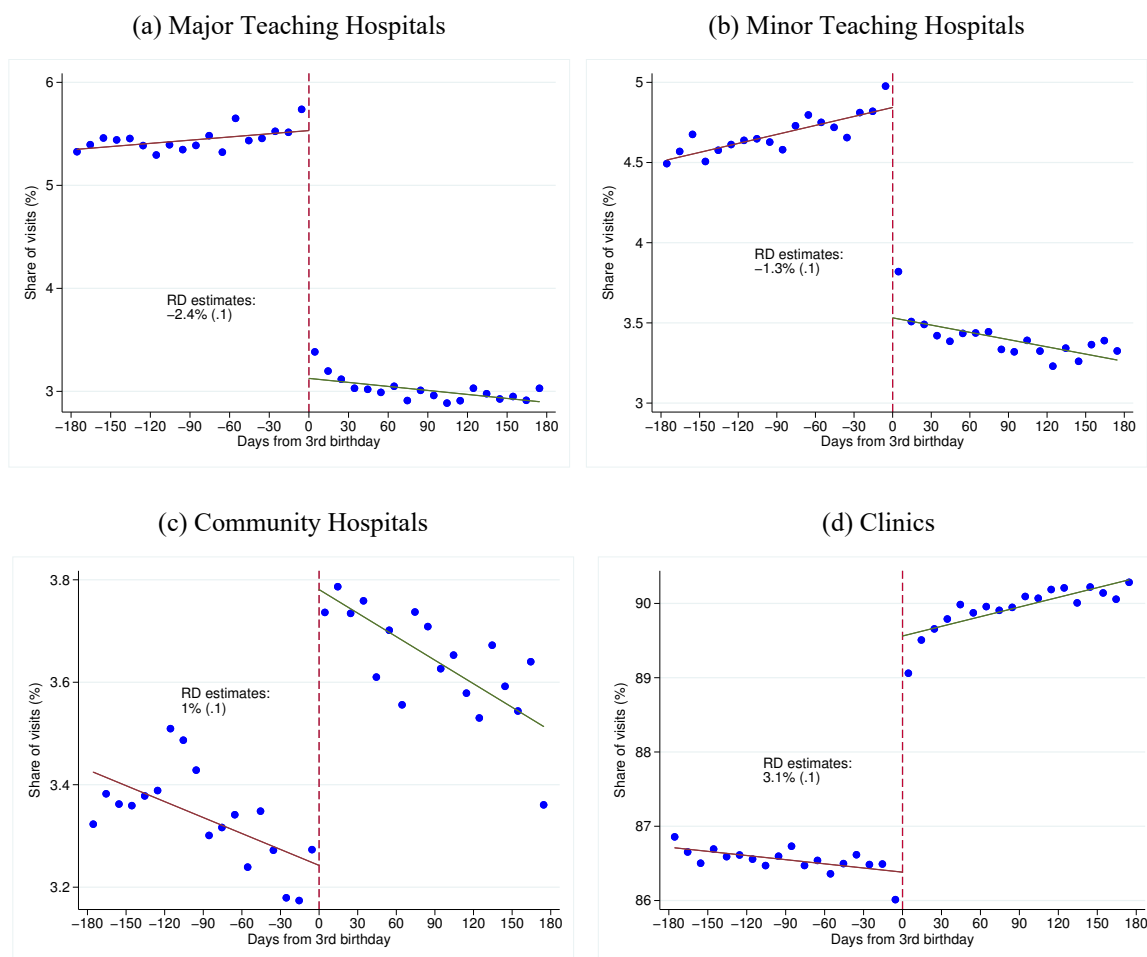 (a) Major Teaching Hospitals
6
5
4
3
Share of visits (%)
RD estimates:
−2.4% (.1)
−180 −150 −120 −90 −60 −30 0 30 60 90 120 150 180
Days from 3rd birthday
(b) Minor Teaching Hospitals
5
4.5
4
3.5
3
Share of visits (%)
RD estimates:
−1.3% (.1)
−180 −150 −120 −90 −60 −30 0 30 60 90 120 150 180
Days from 3rd birthday
(c) Community Hospitals
3.8
3.6
3.4
3.2
Share of visits (%)
RD estimates:
1% (.1)
−180 −150 −120 −90 −60 −30 0 30 60 90 120 150 180
Days from 3rd birthday
(d) Clinics
90
89
88
87
86
Share of visits (%)
RD estimates:
3.1% (.1)
−180 −150 −120 −90 −60 −30 0 30 60 90 120 150 180
Days from 3rd birthday